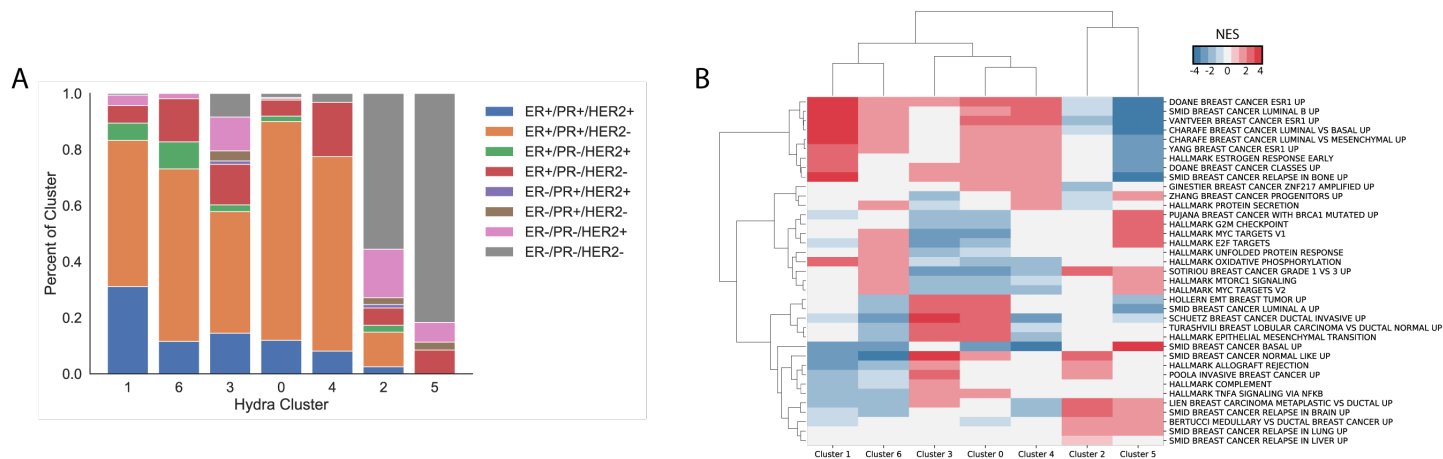 A
1.0
0.8
0.6
0.4
0.2
0.0
Percent of Cluster
1 6 3 0 4 2 5
Hydra Cluster
ER+/PR+/HER2+
ER+/PR+/HER2-
ER+/PR-/HER2+
ER+/PR-/HER2-
ER-/PR+/HER2+
ER-/PR+/HER2-
ER-/PR-/HER2+
ER-/PR-/HER2-
B
NES
-4 -2 0 2 4
DOANE BREAST CANCER ESR1 UP
SMID BREAST CANCER LUMINAL B UP
VANTVEER BREAST CANCER ESR1 UP
CHARAFE BREAST CANCER LUMINAL VS BASAL UP
CHARAFE BREAST CANCER LUMINAL VS MESENCHYMAL UP
YANG BREAST CANCER ESR1 UP
HALLMARK ESTROGEN RESPONSE EARLY
DOANE BREAST CANCER CLASSES UP
SMID BREAST CANCER RELAPSE IN BONE UP
GINESTIER BREAST CANCER ZNF217 AMPLIFIED UP
ZHANG BREAST CANCER PROGENITORS UP
HALLMARK PROTEIN SECRETION
PUJANA BREAST CANCER WITH BRCA1 MUTATED UP
HALLMARK G2M CHECKPOINT
HALLMARK MYC TARGETS V1
HALLMARK E2F TARGETS
HALLMARK UNFOLDED PROTEIN RESPONSE
HALLMARK OXIDATIVE PHOSPHORYLATION
SOTIRIOU BREAST CANCER GRADE 1 VS 3 UP
HALLMARK MTORC1 SIGNALING
HALLMARK MYC TARGETS V2
HOLLERN EMT BREAST TUMOR UP
SMID BREAST CANCER LUMINAL A UP
SCHUETZ BREAST CANCER DUCTAL INVASIVE UP
TURASHVILI BREAST LOBULAR CARCINOMA VS DUCTAL NORMAL UP
HALLMARK EPITHELIAL MESENCHYMAL TRANSITION
SMID BREAST CANCER BASAL UP
SMID BREAST CANCER NORMAL LIKE UP
HALLMARK ALLOGRAFT REJECTION
POOLA INVASIVE BREAST CANCER UP
HALLMARK COMPLEMENT
HALLMARK TNFA SIGNALING VIA NFKB
LIEN BREAST CARCINOMA METAPLASTIC VS DUCTAL UP
SMID BREAST CANCER RELAPSE IN BRAIN UP
BERTUCCI MEDULLARY VS DUCTAL BREAST CANCER UP
SMID BREAST CANCER RELAPSE IN LUNG UP
SMID BREAST CANCER RELAPSE IN LIVER UP
Cluster 1 Cluster 6 Cluster 3 Cluster 0 Cluster 4 Cluster 2 Cluster 5